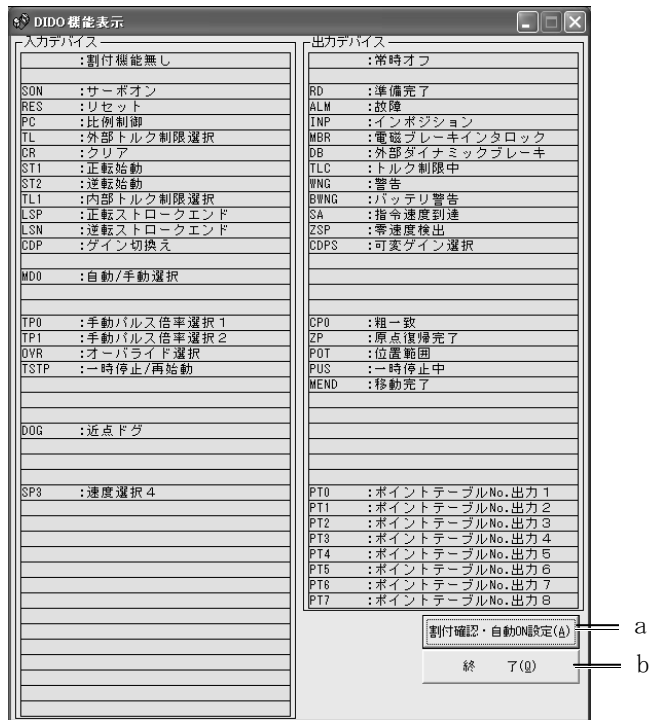 DIDO 機能表示
入力デバイス
:割付機能無し
SON :サーボオン
RES :リセット
PC :比例制御
TL :外部トルク制限選択
CR :クリア
ST1 :正転始動
ST2 :逆転始動
TL1 :内部トルク制限選択
LSP :正転ストロークエンド
LSN :逆転ストロークエンド
CDP :ゲイン切換え
MD0 :自動/手動選択
TP0 :手動パルス倍率選択1
TP1 :手動パルス倍率選択2
OVR :オーバライド選択
TSTP :一時停止/再始動
DOG :近点ドグ
SP3 :速度選択4
出力デバイス
:常時オフ
RD :準備完了
ALM :故障
INP :インポジション
MBR :電磁ブレーキインタロック
DB :外部ダイナミックブレーキ
TLC :トルク制限中
WNG :警告
BWNG :バッテリ警告
SA :指令速度到達
ZSP :零速度検出
CDPS :可変ゲイン選択
CPO :粗一致
ZP :原点復帰完了
POT :位置範囲
PUS :一時停止中
MEND :移動完了
PT0 :ポイントテーブルNo.出力1
PT1 :ポイントテーブルNo.出力2
PT2 :ポイントテーブルNo.出力3
PT3 :ポイントテーブルNo.出力4
PT4 :ポイントテーブルNo.出力5
PT5 :ポイントテーブルNo.出力6
PT6 :ポイントテーブルNo.出力7
PT7 :ポイントテーブルNo.出力8
割付確認・自動ON設定(A) a
終 了(Q) b